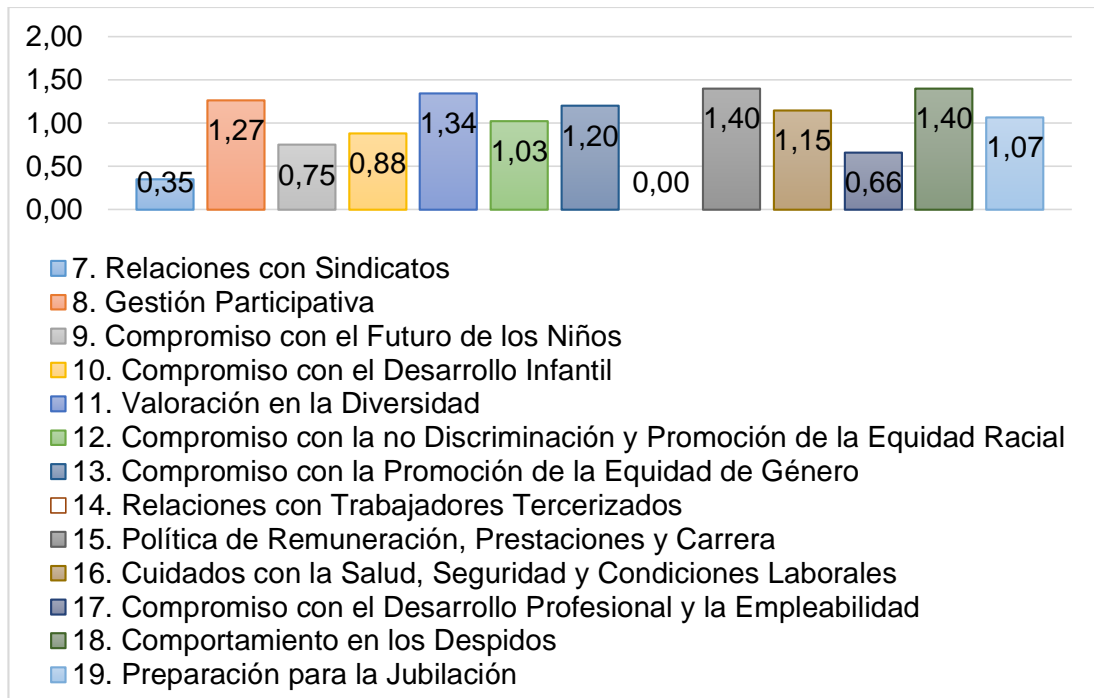 2,00
1,50
1,00
0,50
0,00
0,35
1,27
0,75
0,88
1,34
1,03
1,20
0,00
1,40
1,15
0,66
1,40
1,07
7. Relaciones con Sindicatos
8. Gestión Participativa
9. Compromiso con el Futuro de los Niños
10. Compromiso con el Desarrollo Infantil
11. Valoración en la Diversidad
12. Compromiso con la no Discriminación y Promoción de la Equidad Racial
13. Compromiso con la Promoción de la Equidad de Género
14. Relaciones con Trabajadores Tercerizados
15. Política de Remuneración, Prestaciones y Carrera
16. Cuidados con la Salud, Seguridad y Condiciones Laborales
17. Compromiso con el Desarrollo Profesional y la Empleabilidad
18. Comportamiento en los Despidos
19. Preparación para la Jubilación